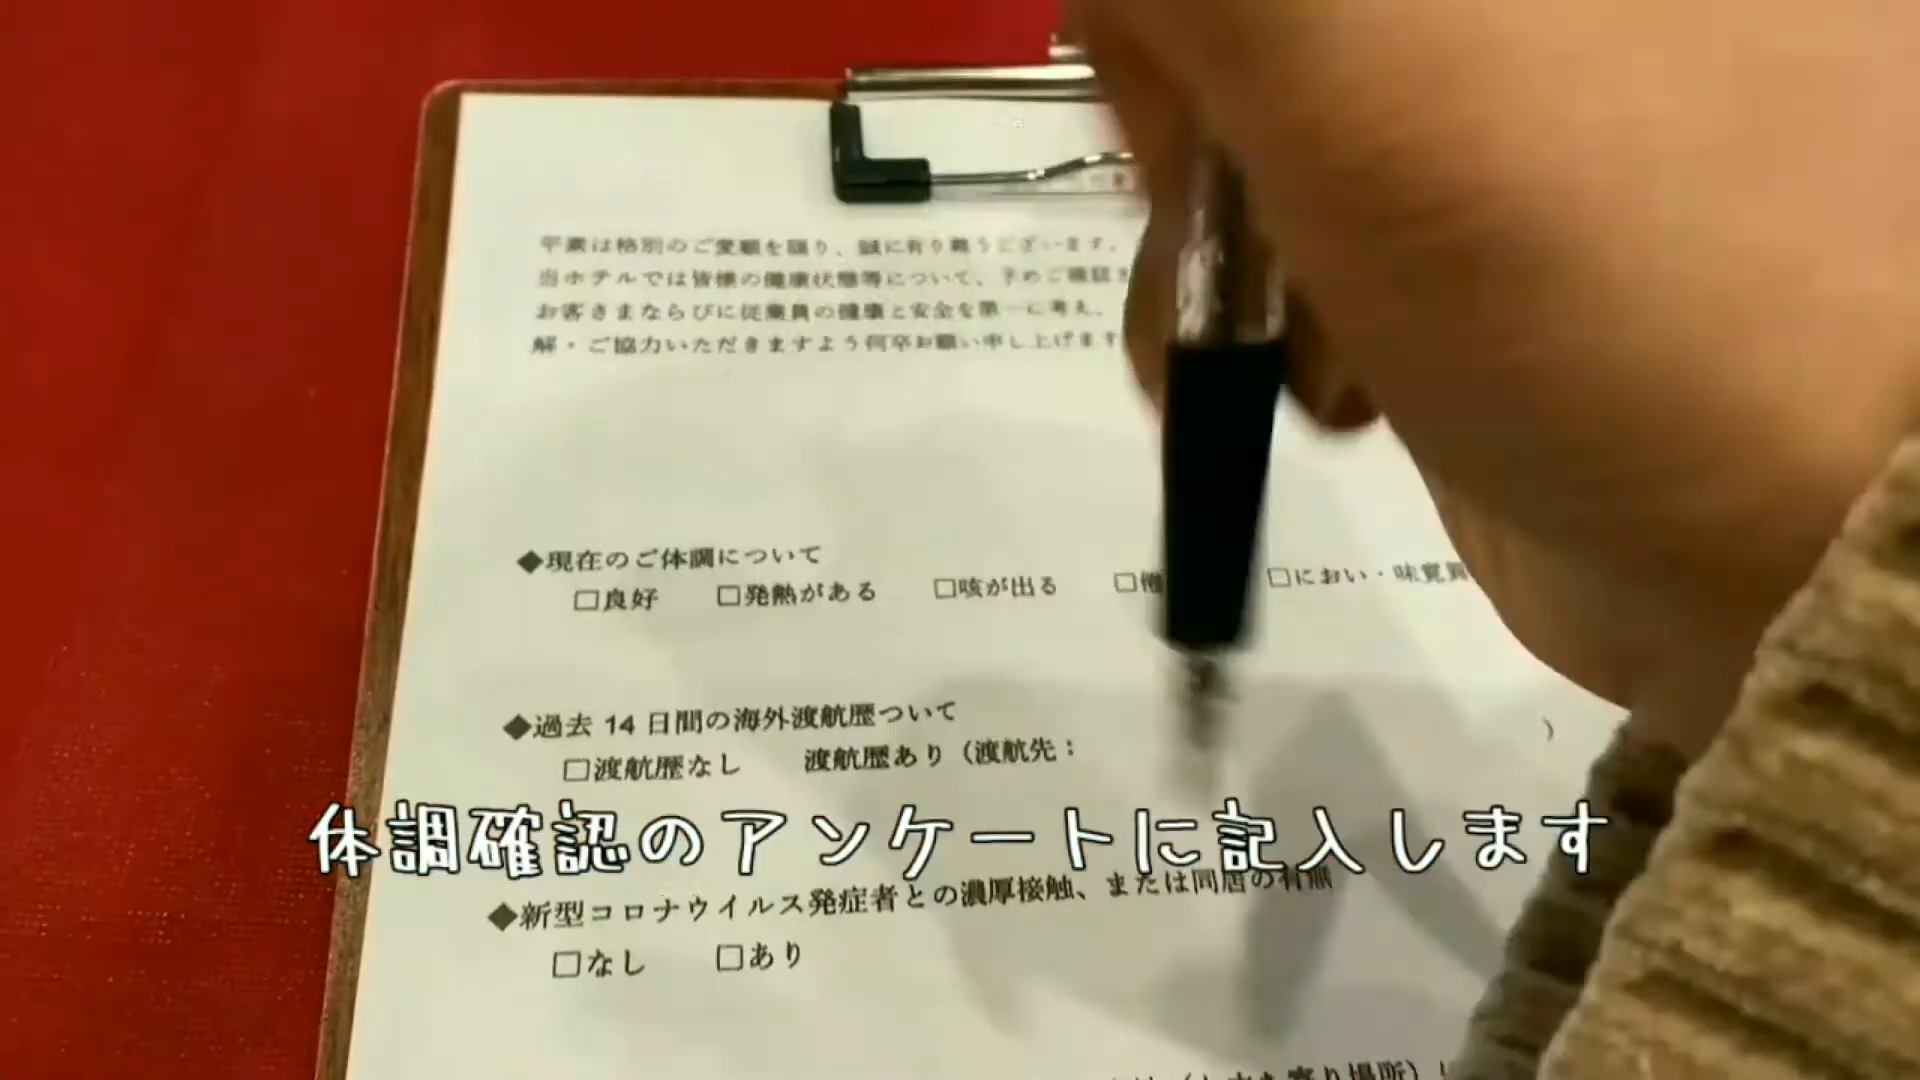 平素は格別のご愛顧を賜り、誠に有り難うございます。
当ホテルでは皆様の健康状態等について、予めご確認
お客さまならびに従業員の健康と安全を第一に考え、
解・ご協力いただきますよう何卒お願い申し上げます
◆現在のご体調について
□良好 □発熱がある □咳が出る □倦 □におい・味覚異
◆過去 14 日間の海外渡航歴ついて
□渡航歴なし 渡航歴あり（渡航先： ）
体調確認のアンケートに記入します
◆新型コロナウイルス発症者との濃厚接触、または同居の有無
□なし □あり